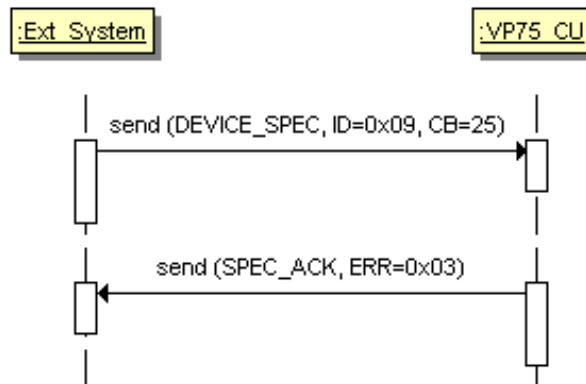 :Ext_System
:VP75_CU
send (DEVICE_SPEC, ID=0x09, CB=25)
send (SPEC_ACK, ERR=0x03)